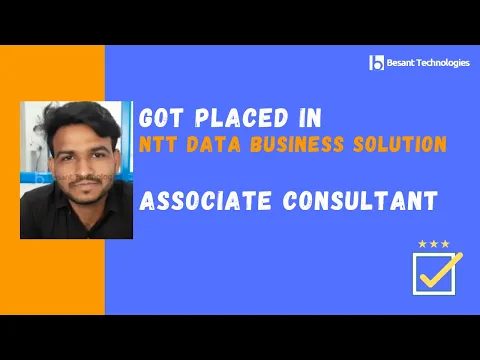 Besant Technologies
GOT PLACED IN
NTT DATA BUSINESS SOLUTION
ASSOCIATE CONSULTANT